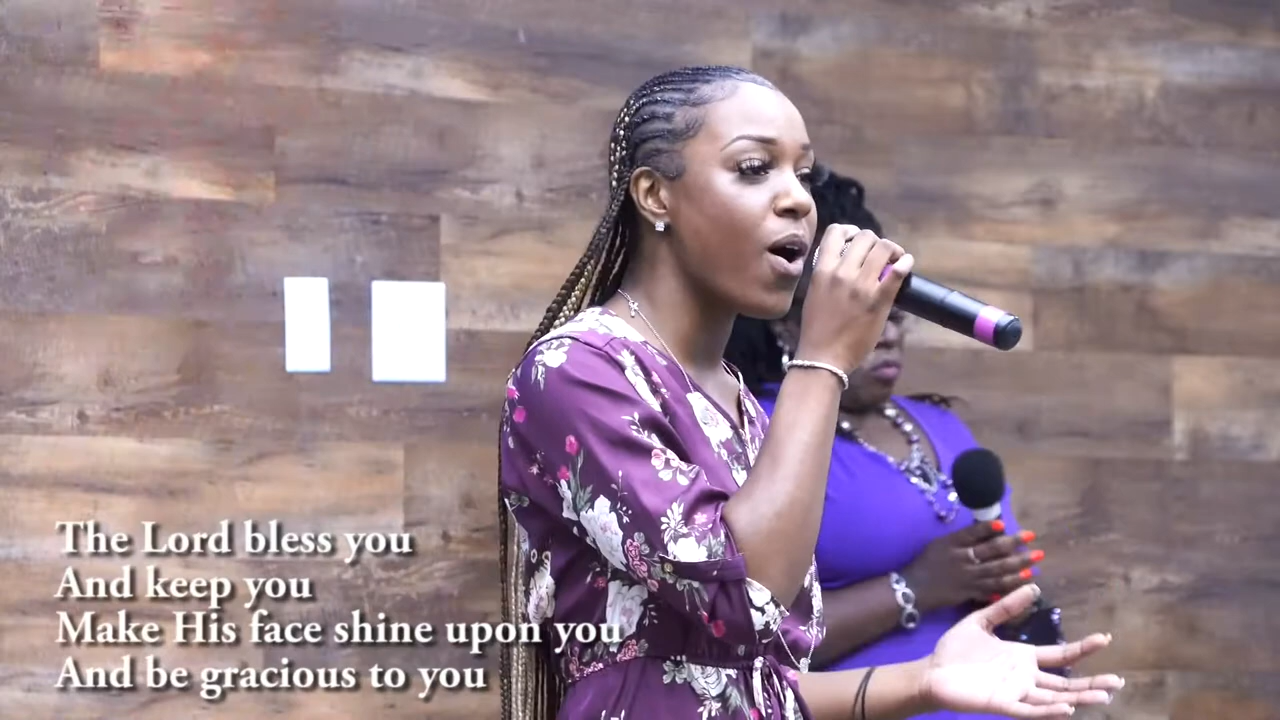 The Lord bless you
And keep you
Make His face shine upon you
And be gracious to you